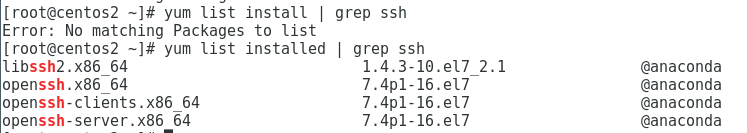 [root@centos2 ~]# yum list install | grep ssh
Error: No matching Packages to list
[root@centos2 ~]# yum list installed | grep ssh
libssh2.x86_64 1.4.3-10.el7_2.1 @anaconda
openssh.x86_64 7.4p1-16.el7 @anaconda
openssh-clients.x86_64 7.4p1-16.el7 @anaconda
openssh-server.x86_64 7.4p1-16.el7 @anaconda